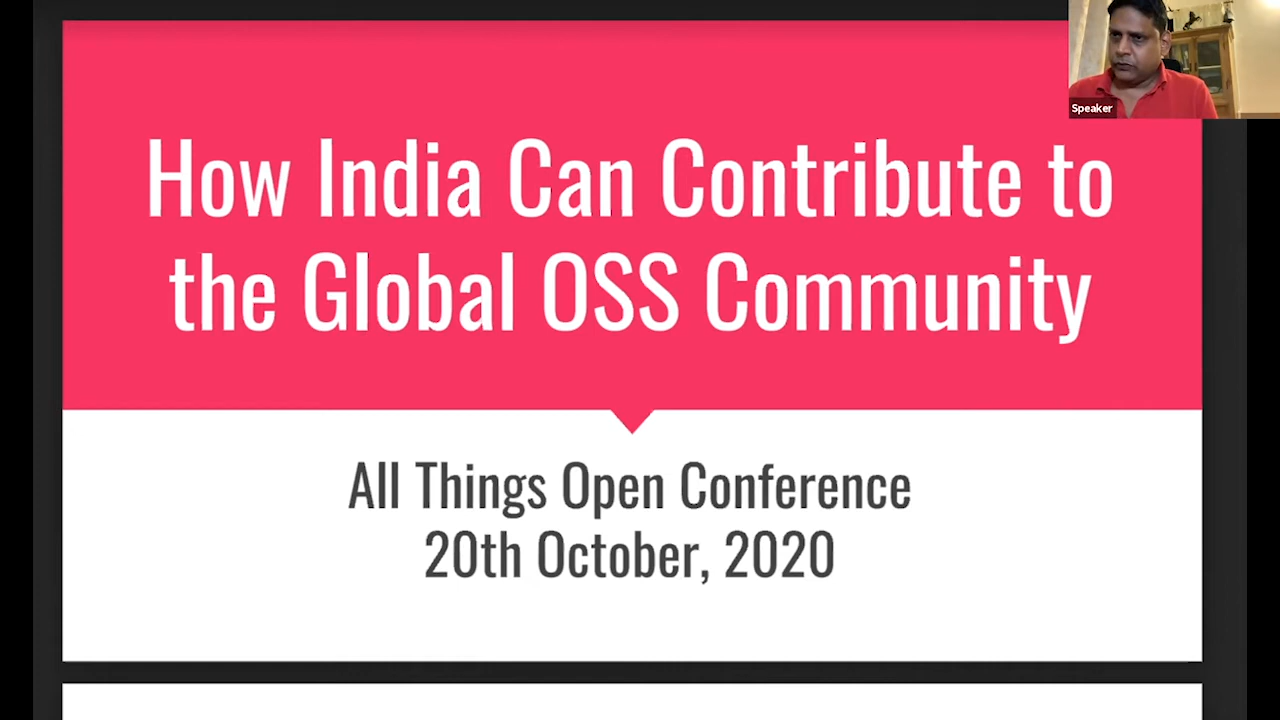 How India Can Contribute to
the Global OSS Community
All Things Open Conference
20th October, 2020
Speaker